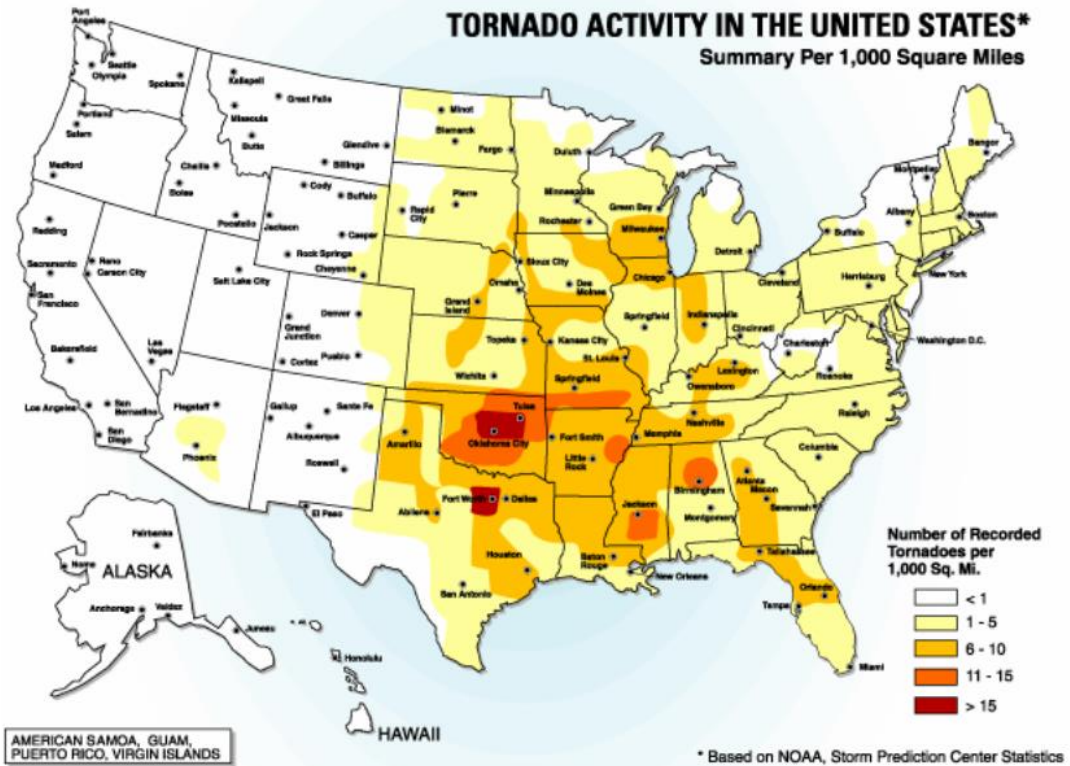 TORNADO ACTIVITY IN THE UNITED STATES*
Summary Per 1,000 Square Miles
Port
Angeles
Seattle
Olympia
Spokane
Portland
Salem
Medford
Kalispell
Great Falls
Missoula
Butte
Glendive
Billings
Challis
Boise
Pocatello
Cody
Buffalo
Jackson
Casper
Rock Springs
Cheyenne
Minot
Bismarck
Fargo
Pierre
Rapid
City
Duluth
Minneapolis
Rochester
Green Bay
Milwaukee
Detroit
Bangor
Montpelier
Albany
Boston
Buffalo
New York
Harrisburg
Cleveland
Redding
Reno
Carson City
Sacramento
San
Francisco
Salt Lake City
Bakersfield
Las
Vegas
Los Angeles
San
Bernadino
San
Diego
Denver
Grand
Junction
Pueblo
Cortez
Sioux City
Omaha
Grand
Island
Des
Moines
Chicago
Springfield
Indianapolis
Cincinnati
Charleston
Washington D.C.
Roanoke
Topeka
Kansas City
St. Louis
Wichita
Springfield
Lexington
Owensboro
Nashville
Raleigh
Flagstaff
Phoenix
Gallup
Santa Fe
Albuquerque
Roswell
Amarillo
Tulsa
Oklahoma City
Fort Smith
Little
Rock
Memphis
Columbia
Atlanta
Macon
Savannah
Birmingham
Montgomery
Jackson
El Paso
Abilene
Fort Worth
Dallas
Houston
San Antonio
Baton
Rouge
New Orleans
Tallahassee
Orlando
Tampa
Miami
Fairbanks
Nome
ALASKA
Anchorage
Valdez
Juneau
Honolulu
HAWAII
Number of Recorded
Tornadoes per
1,000 Sq. Mi.
< 1
1 - 5
6 - 10
11 - 15
> 15
AMERICAN SAMOA, GUAM,
PUERTO RICO, VIRGIN ISLANDS
* Based on NOAA, Storm Prediction Center Statistics